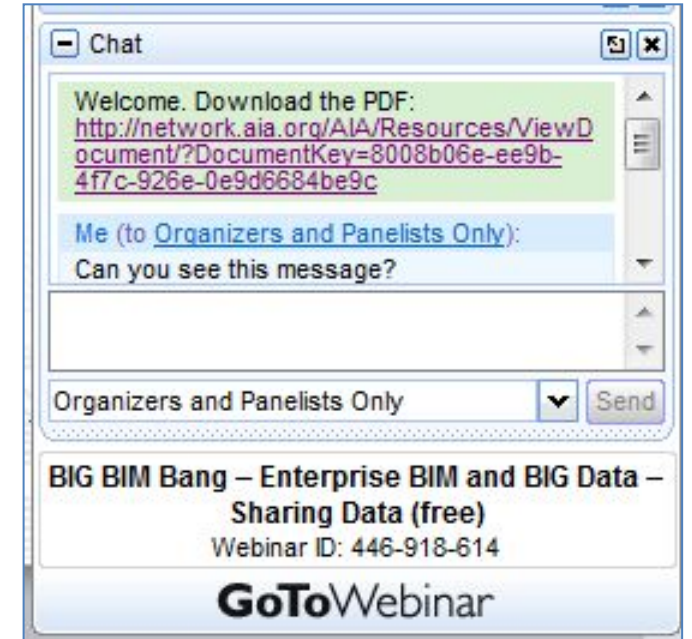 Chat
Welcome. Download the PDF:
http://network.aia.org/AIA/Resources/ViewD
ocument/?DocumentKey=8008b06e-ee9b-
4f7c-926e-0e9d6684be9c
Me (to Organizers and Panelists Only):
Can you see this message?
Organizers and Panelists Only
Send
BIG BIM Bang – Enterprise BIM and BIG Data –
Sharing Data (free)
Webinar ID: 446-918-614
GoToWebinar